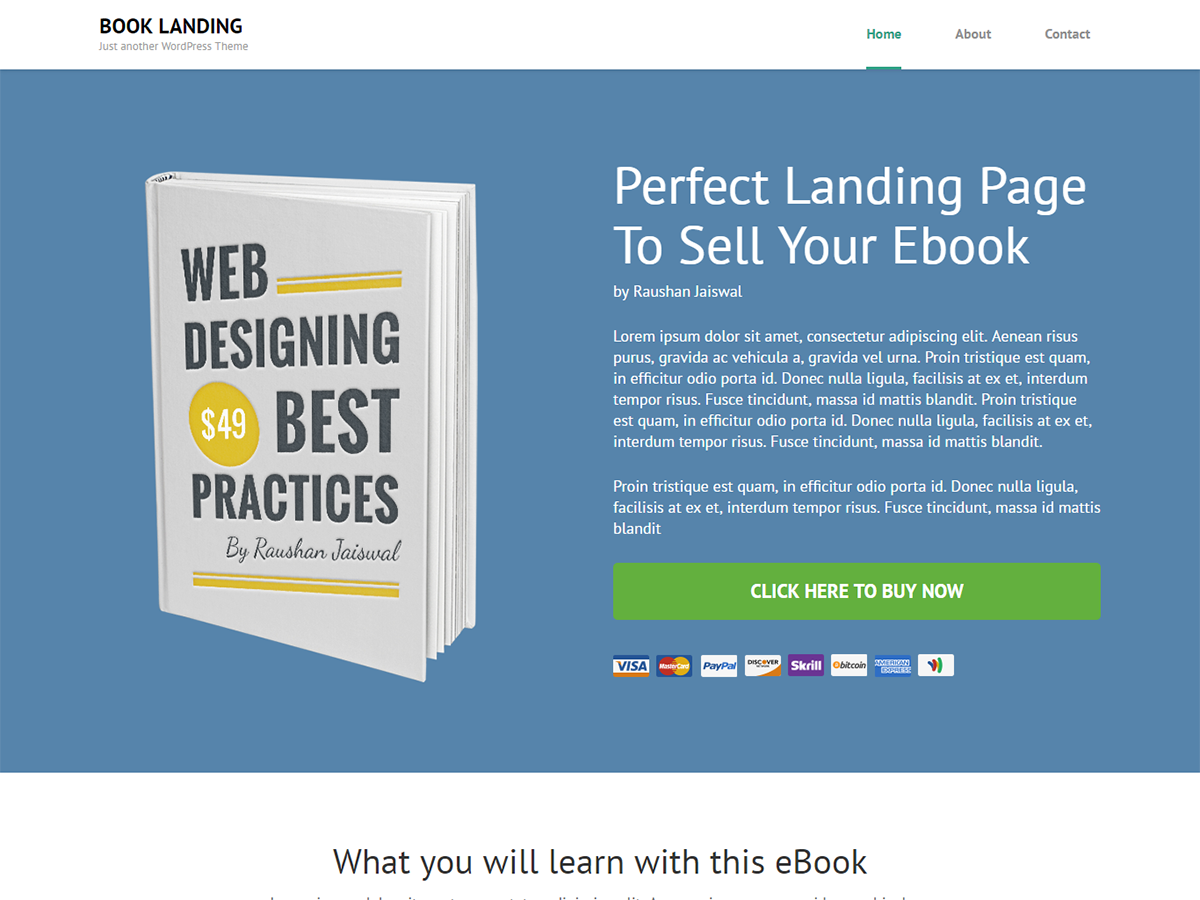 BOOK LANDING
Just another WordPress Theme
Home
About
Contact
WEB
DESIGNING
$49
BEST
PRACTICES
By Raushan Jaiswal
Perfect Landing Page
To Sell Your Ebook
by Raushan Jaiswal
Lorem ipsum dolor sit amet, consectetur adipiscing elit. Aenean risus
purus, gravida ac vehicula a, gravida vel urna. Proin tristique est quam,
in efficitur odio porta id. Donec nulla ligula, facilisis at ex et, interdum
tempor risus. Fusce tincidunt, massa id mattis blandit. Proin tristique
est quam, in efficitur odio porta id. Donec nulla ligula, facilisis at ex et,
interdum tempor risus. Fusce tincidunt, massa id mattis blandit.
Proin tristique est quam, in efficitur odio porta id. Donec nulla ligula,
facilisis at ex et, interdum tempor risus. Fusce tincidunt, massa id mattis
blandit
CLICK HERE TO BUY NOW
VISA
MasterCard
PayPal
DISCOVER
Skrill
bitcoin
AMERICAN
EXPRESS
What you will learn with this eBook